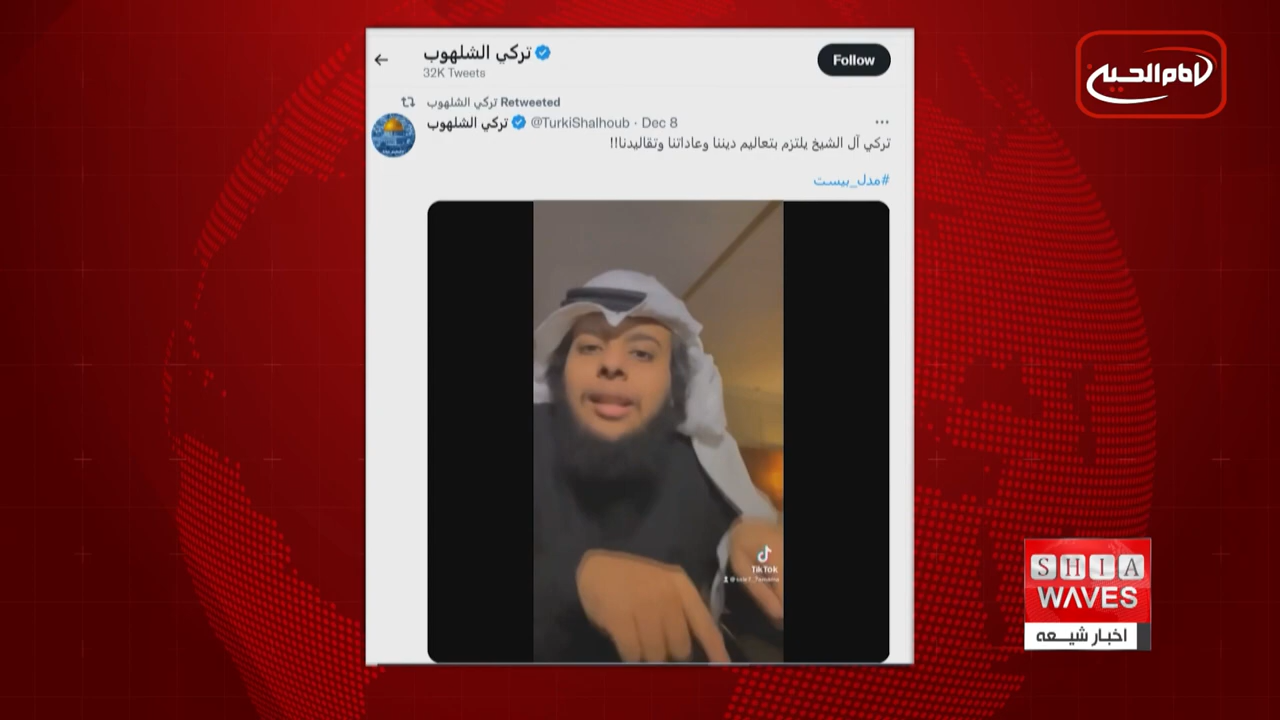 تركي الشلهوب
Follow
32K Tweets
تركي الشلهوب Retweeted
تركي الشلهوب @TurkiShalhoub · Dec 8
تركي آل الشيخ يلتزم بتعاليم ديننا وعاداتنا وتقاليدنا!!
#مدل_بيست
TikTok
SHIA
WAVES
اخبار شیعه